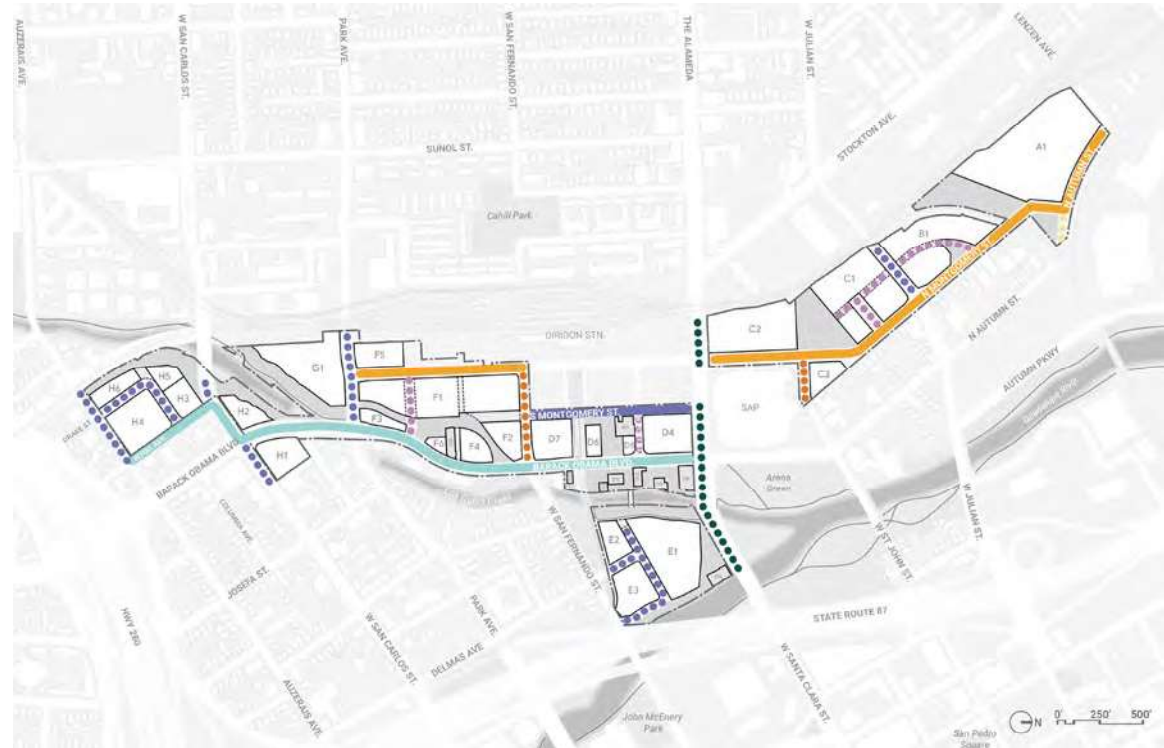 AUZERAIS AVE.
W SAN CARLOS ST.
PARK AVE.
W SAN FERNANDO ST.
THE ALAMEDA
W JULIAN ST.
LENZEN AVE.
STOCKTON AVE.
SUNOL ST.
Cahill Park
A1
N AUTUMN ST.
B1
C1
N MONTGOMERY ST.
N AUTUMN ST.
C2
DIRIDON STN.
C3
AUTUMN PKWY
SAP
G1
F5
F1
F3
S MONTGOMERY ST.
H6
H5
H3
H4
H2
F6
F4
F2
D7
D6
D4
DRAKE ST.
BARACK OBAMA BLVD.
BARACK OBAMA BLVD.
H1
Arena
Green
W JULIAN ST.
COLUMBIA AVE.
W SAN FERNANDO ST.
E2
E1
E3
W ST JOHN ST.
JOSEFA ST.
PARK AVE.
HWY 280
W SAN CARLOS ST.
DELMAS AVE
STATE ROUTE 87
AUZERAIS AVE.
W SANTA CLARA ST.
John McEnery
Park
San Pedro
Square
N
0' 250' 500'